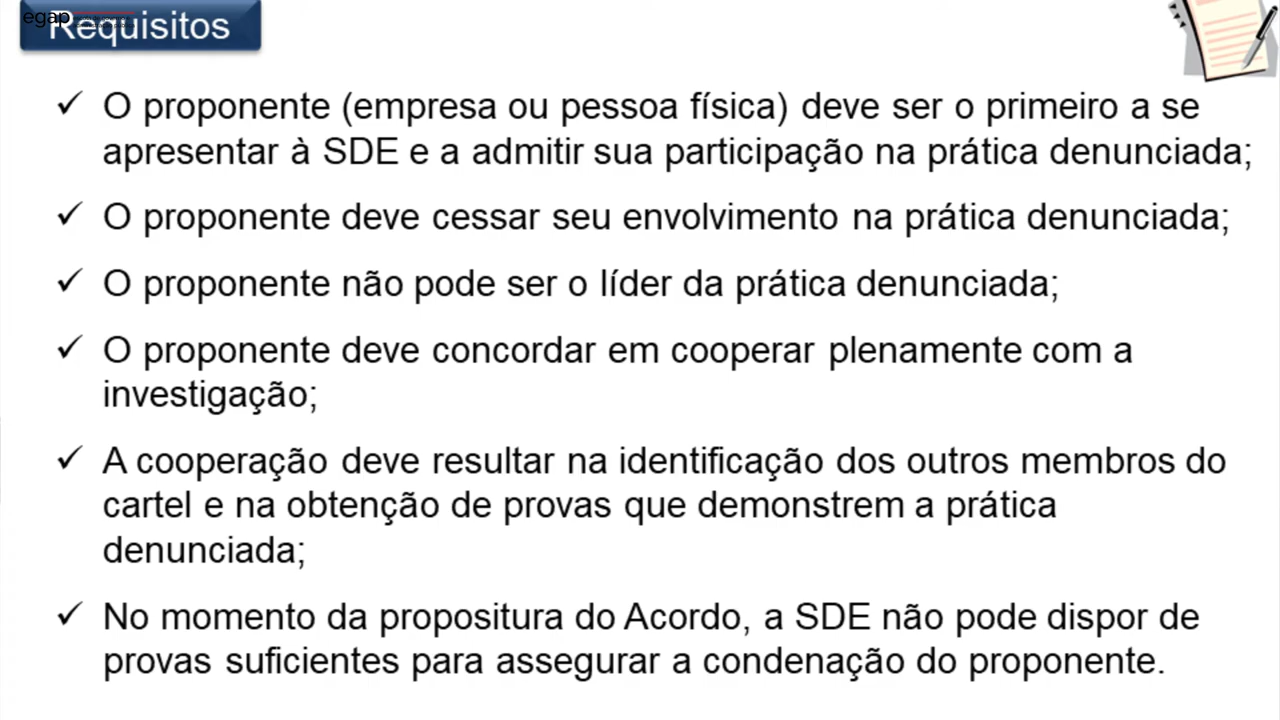 egap
Requisitos
✓ O proponente (empresa ou pessoa física) deve ser o primeiro a se
apresentar à SDE e a admitir sua participação na prática denunciada;
✓ O proponente deve cessar seu envolvimento na prática denunciada;
✓ O proponente não pode ser o líder da prática denunciada;
✓ O proponente deve concordar em cooperar plenamente com a
investigação;
✓ A cooperação deve resultar na identificação dos outros membros do
cartel e na obtenção de provas que demonstrem a prática
denunciada;
✓ No momento da propositura do Acordo, a SDE não pode dispor de
provas suficientes para assegurar a condenação do proponente.